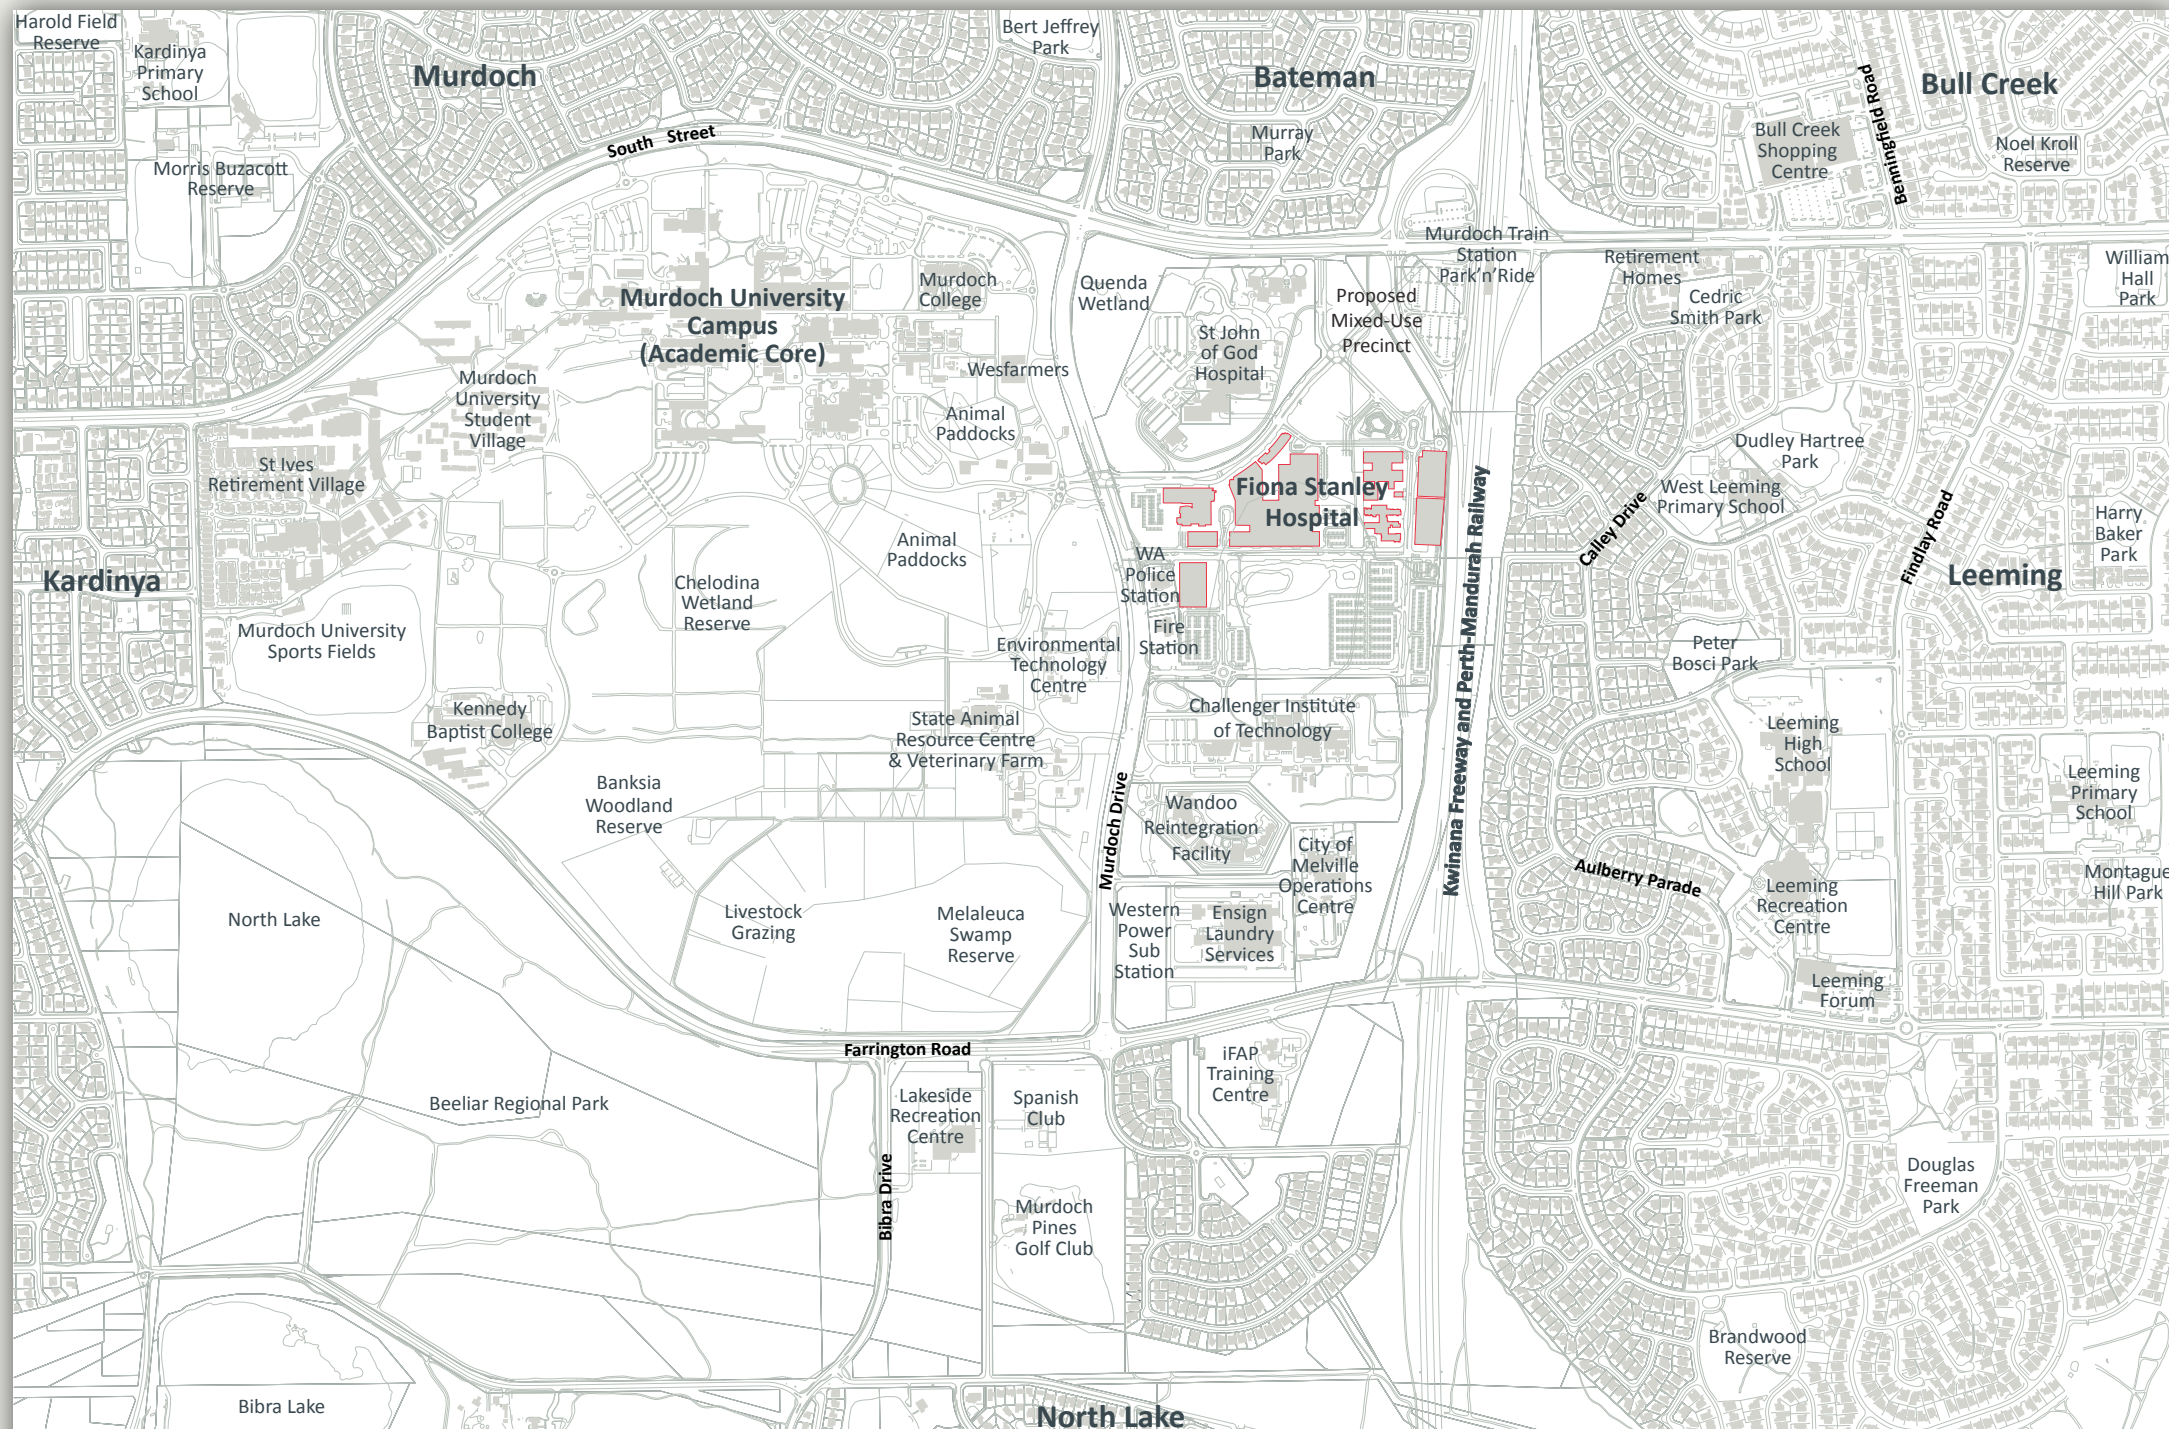 Harold Field
Reserve
Kardinya
Primary
School
Murdoch
Bert Jeffrey
Park
Bateman
Bull Creek
Benningfield Road
South Street
Murray
Park
Bull Creek
Shopping
Centre
Noel Kroll
Reserve
Morris Buzacott
Reserve
Murdoch Train
Station
Park'n'Ride
Retirement
Homes
William
Hall
Park
Murdoch University
Campus
(Academic Core)
Murdoch
College
Quenda
Wetland
Proposed
Mixed-Use
Precinct
Cedric
Smith Park
St John
of God
Hospital
Wesfarmers
Murdoch
University
Student
Village
Animal
Paddocks
Dudley Hartree
Park
St Ives
Retirement Village
Fiona Stanley
Hospital
West Leeming
Primary School
Calley Drive
Findlay Road
Harry
Baker
Park
Animal
Paddocks
WA
Police
Station
Kardinya
Chelodina
Wetland
Reserve
Leeming
Kwinana Freeway and Perth-Mandurah Railway
Murdoch University
Sports Fields
Environmental
Technology
Centre
Fire
Station
Peter
Bosci Park
Kennedy
Baptist College
State Animal
Resource Centre
& Veterinary Farm
Challenger Institute
of Technology
Leeming
High
School
Banksia
Woodland
Reserve
Murdoch Drive
Wandoo
Reintegration
Facility
City of
Melville
Operations
Centre
Leeming
Primary
School
Aulberry Parade
Montague
Hill Park
North Lake
Livestock
Grazing
Melaleuca
Swamp
Reserve
Western
Power
Sub
Station
Ensign
Laundry
Services
Leeming
Recreation
Centre
Leeming
Forum
Farrington Road
iFAP
Training
Centre
Beeliar Regional Park
Lakeside
Recreation
Centre
Spanish
Club
Bibra Drive
Murdoch
Pines
Golf Club
Douglas
Freeman
Park
Brandwood
Reserve
Bibra Lake
North Lake